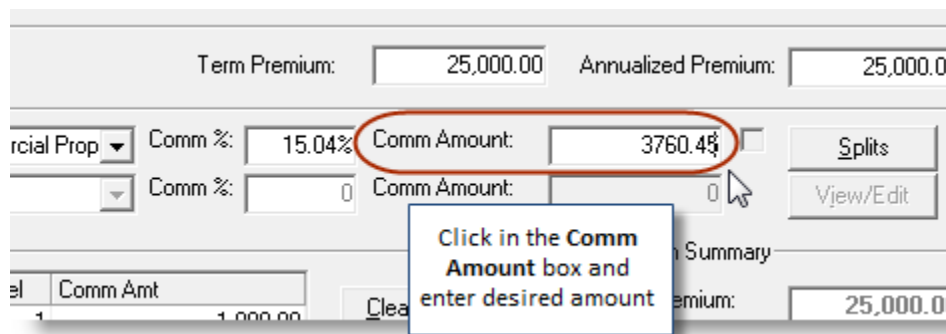 Term Premium: 25,000.00 Annualized Premium: 25,000.0
rcial Prop Comm %: 15.04% Comm Amount: 3760.45 Splits
Comm %: 0 Comm Amount: 0 View/Edit
Click in the Comm
Amount box and
enter desired amount
Summary
el Comm Amt
1 1,000.00 Clea emium: 25,000.0